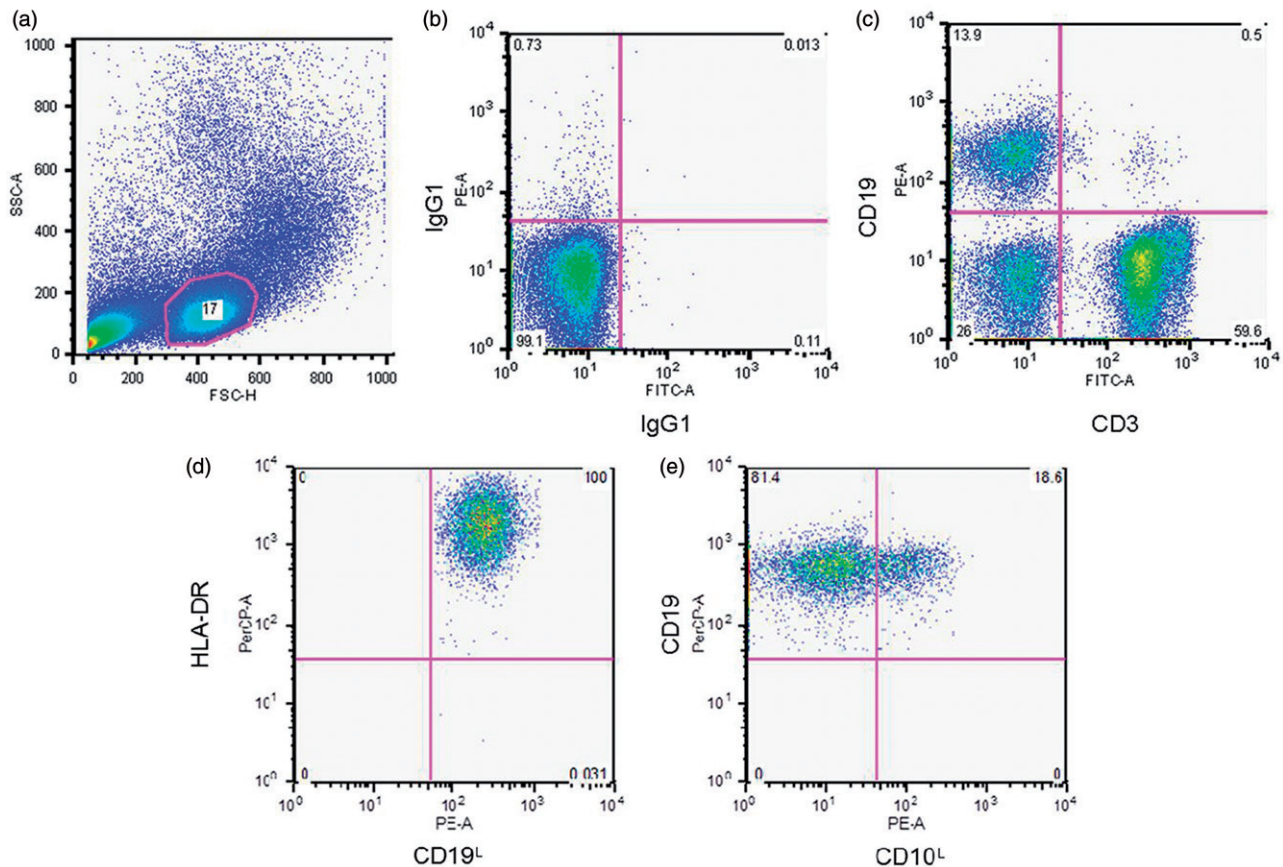 (a)
1000
800
600
400
200
0
SSC-A
17
0 200 400 600 800 1000
FSC-H
(b)
0.73 0.013
10⁴
10³
10²
10¹
10⁰
IgG1
PE-A
99.1 0.11
10⁰ 10¹ 10² 10³ 10⁴
FITC-A
IgG1
(c)
13.9 0.5
10⁴
10³
10²
10¹
10⁰
CD19
PE-A
26 59.6
10⁰ 10¹ 10² 10³ 10⁴
FITC-A
CD3
(d)
0 100
10⁴
10³
10²
10¹
10⁰
HLA-DR
PerCP-A
0 0.031
10⁰ 10¹ 10² 10³ 10⁴
PE-A
CD19ᴸ
(e)
81.4 18.6
10⁴
10³
10²
10¹
10⁰
CD19
PerCP-A
0 0
10⁰ 10¹ 10² 10³ 10⁴
PE-A
CD10ᴸ